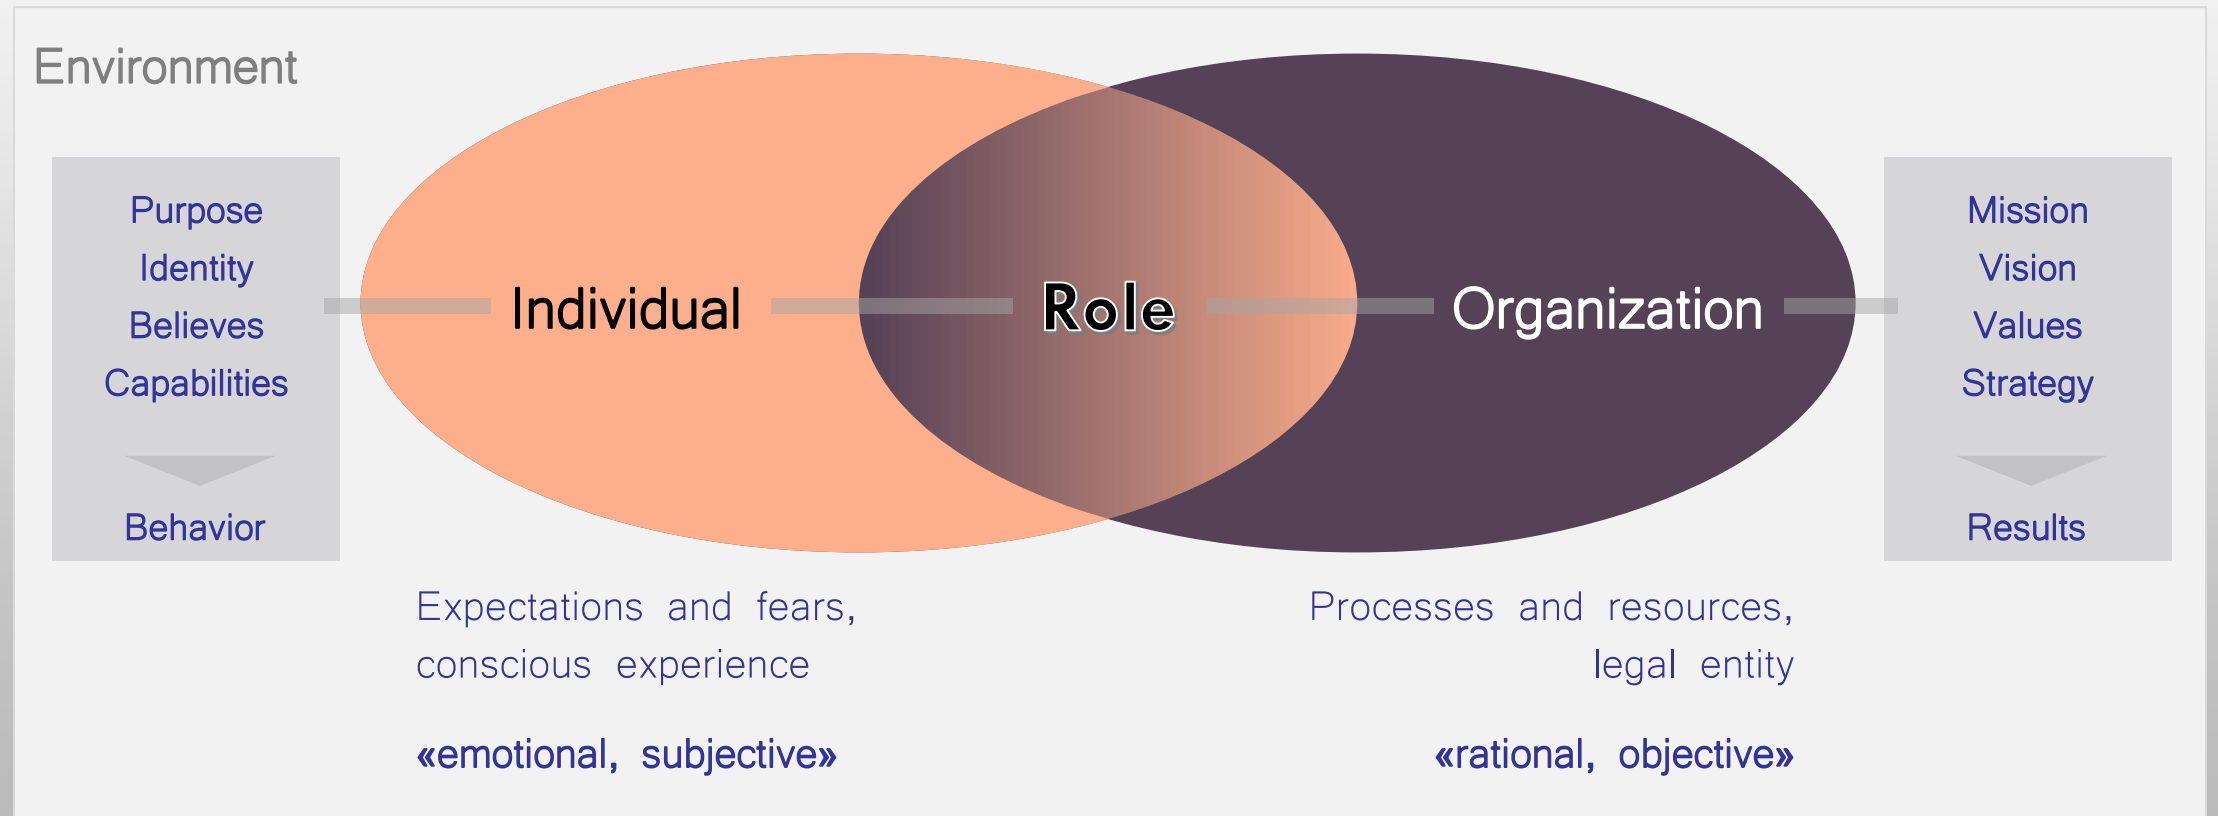 Environment
Purpose
Identity
Believes
Capabilities
Behavior
Individual
Role
Organization
Mission
Vision
Values
Strategy
Results
Expectations and fears,
conscious experience
«emotional, subjective»
Processes and resources,
legal entity
«rational, objective»